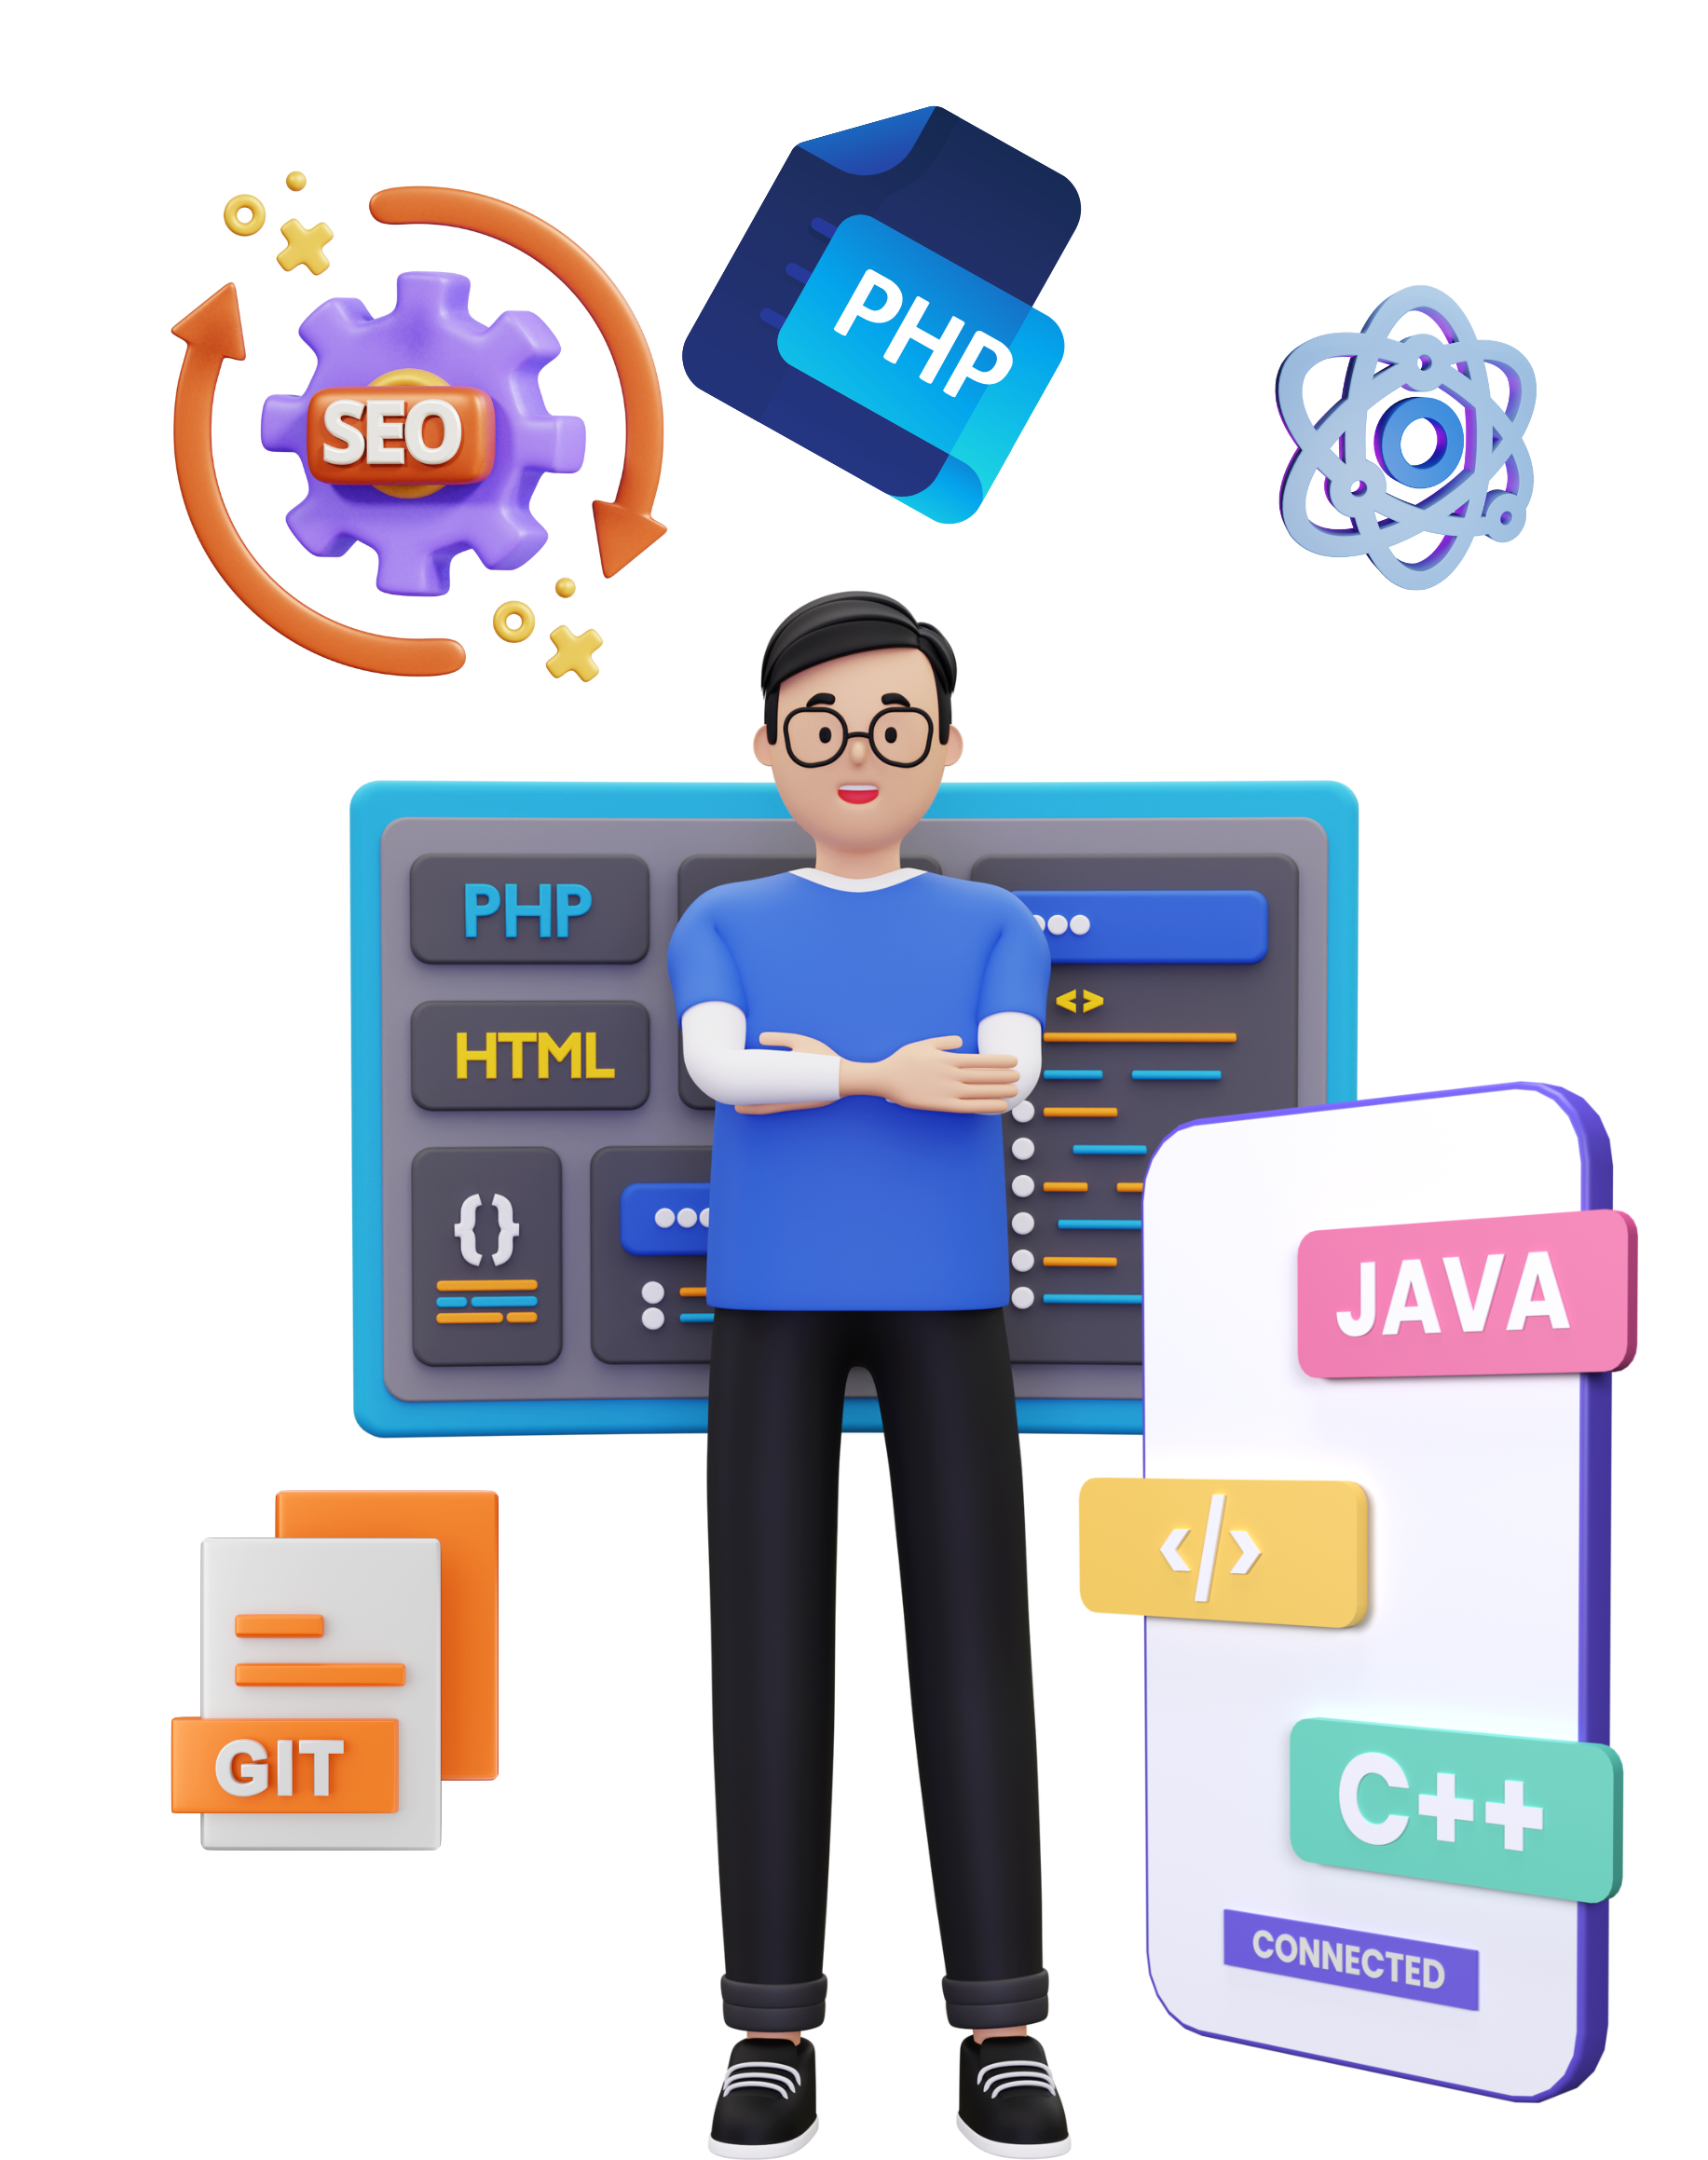 PHP
SEO
PHP
< >
HTML
{ }
JAVA
</>
GIT
C++
CONNECTED